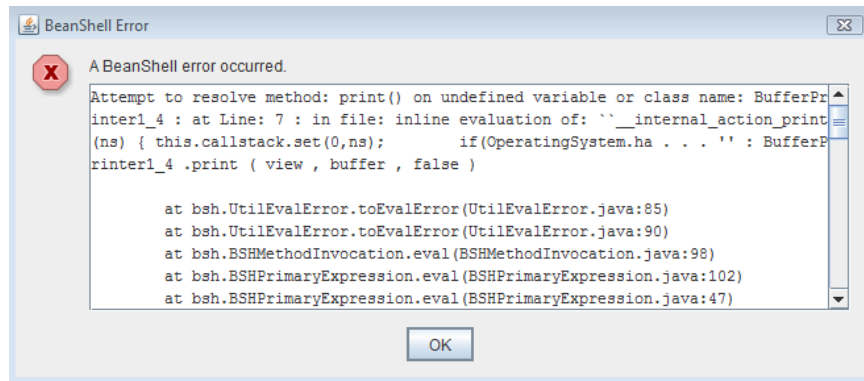 BeanShell Error
A BeanShell error occurred.
Attempt to resolve method: print() on undefined variable or class name: BufferPr
inter1_4 : at Line: 7 : in file: inline evaluation of: ``__internal_action_print
(ns) { this.callstack.set(0,ns);       if(OperatingSystem.ha . . . '' : BufferP
rinter1_4 .print ( view , buffer , false )
at bsh.UtilEvalError.toEvalError(UtilEvalError.java:85)
at bsh.UtilEvalError.toEvalError(UtilEvalError.java:90)
at bsh.BSHMethodInvocation.eval(BSHMethodInvocation.java:98)
at bsh.BSHPrimaryExpression.eval(BSHPrimaryExpression.java:102)
at bsh.BSHPrimaryExpression.eval(BSHPrimaryExpression.java:47)
OK